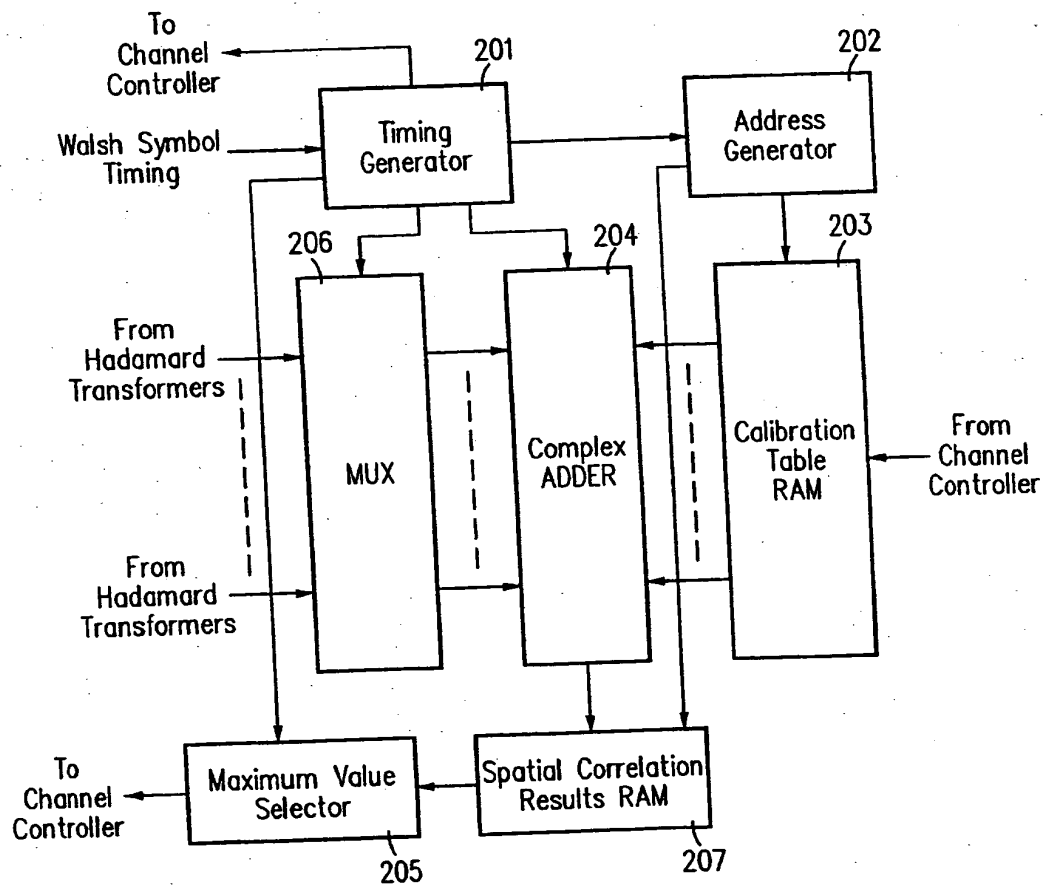 To
Channel
Controller
201
202
Walsh Symbol
Timing
Timing
Generator
Address
Generator
206
204
203
From
Hadamard
Transformers
MUX
Complex
ADDER
Calibration
Table
RAM
From
Channel
Controller
From
Hadamard
Transformers
To
Channel
Controller
Maximum Value
Selector
Spatial Correlation
Results RAM
205
207